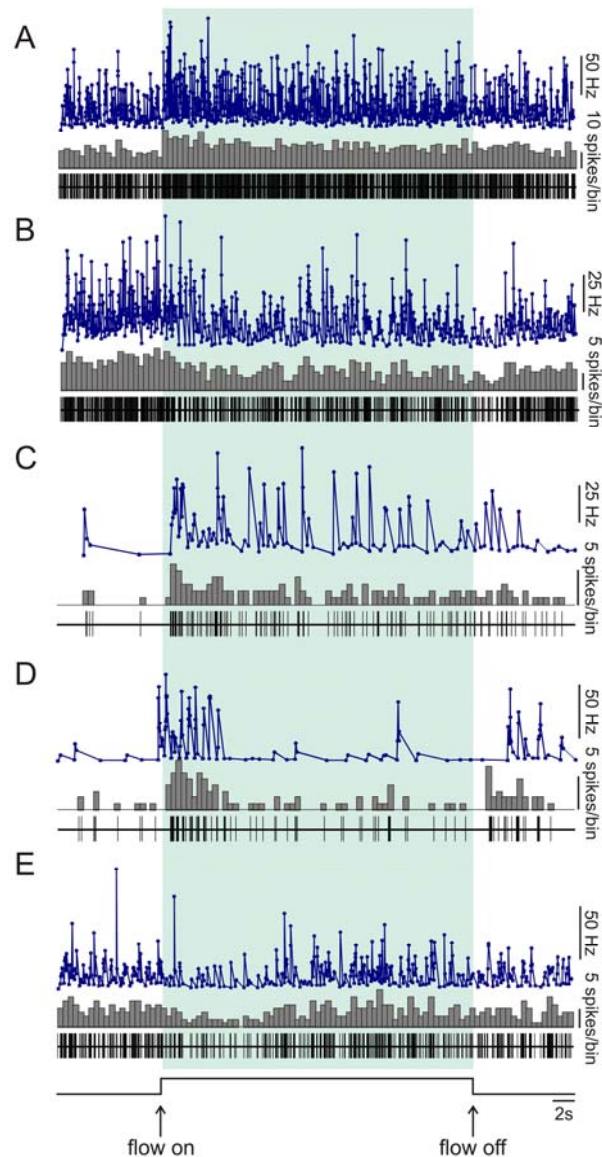 A
50 Hz
10 spikes/bin
B
25 Hz
5 spikes/bin
C
25 Hz
5 spikes/bin
D
50 Hz
5 spikes/bin
E
50 Hz
5 spikes/bin
2s
flow on
flow off